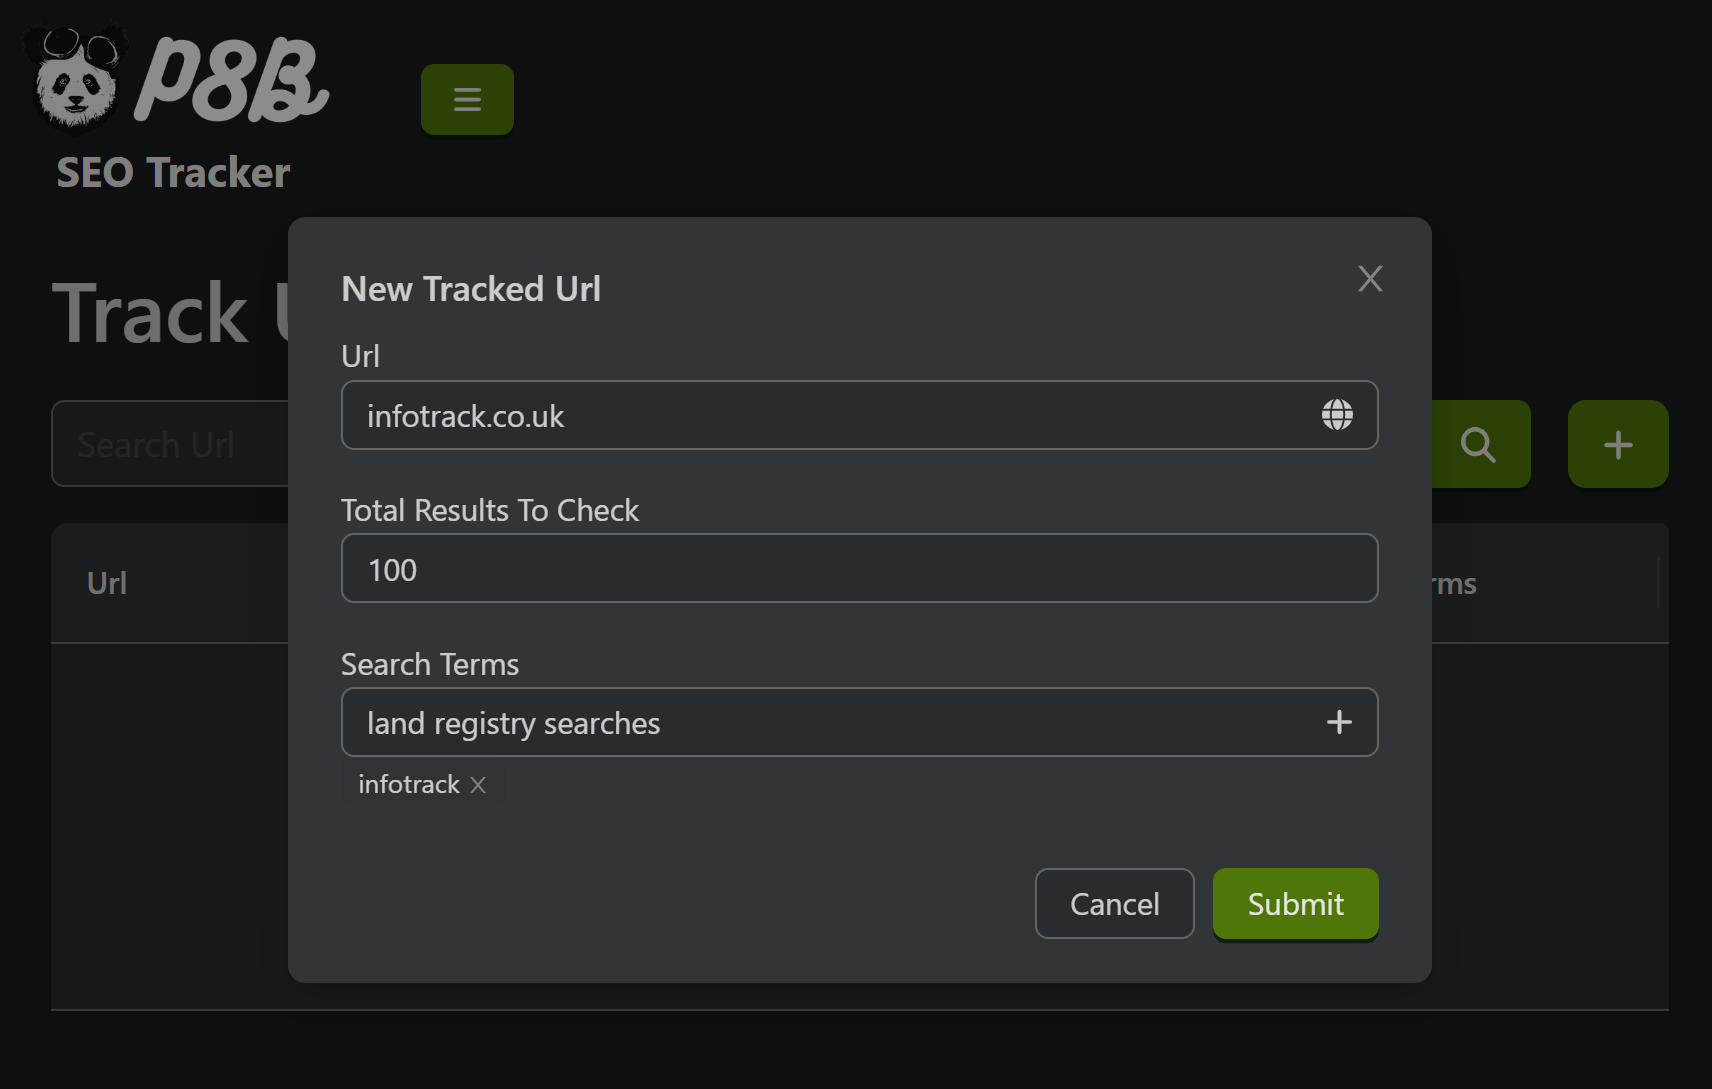 P8B
SEO Tracker
Track U
New Tracked Url
Url
infotrack.co.uk
Search Url
Total Results To Check
100
Url
rms
Search Terms
land registry searches
infotrack
Cancel
Submit